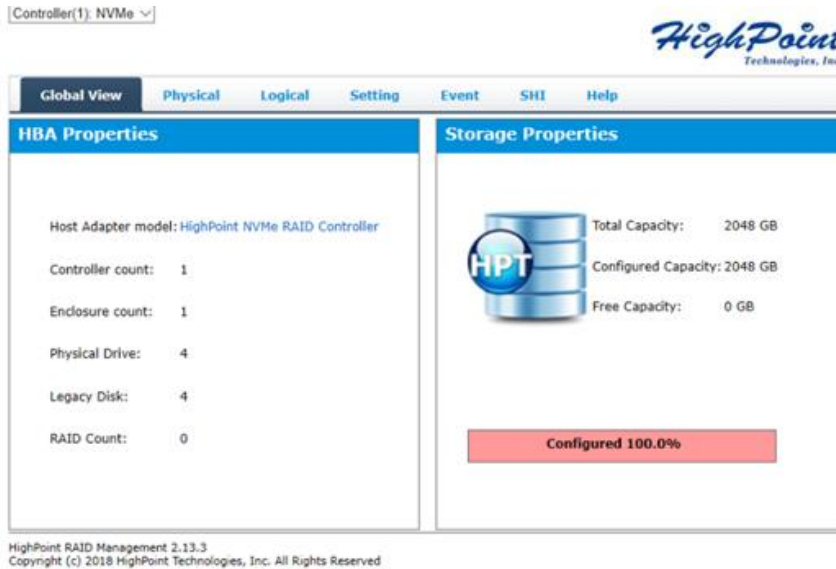 Controller(1): NVMe
HighPoint
Technologies, Inc
Global View Physical Logical Setting Event SHI Help
HBA Properties
Host Adapter model: HighPoint NVMe RAID Controller
Controller count: 1
Enclosure count: 1
Physical Drive: 4
Legacy Disk: 4
RAID Count: 0
Storage Properties
HPT
Total Capacity: 2048 GB
Configured Capacity: 2048 GB
Free Capacity: 0 GB
Configured 100.0%
HighPoint RAID Management 2.13.3
Copyright (c) 2018 HighPoint Technologies, Inc. All Rights Reserved